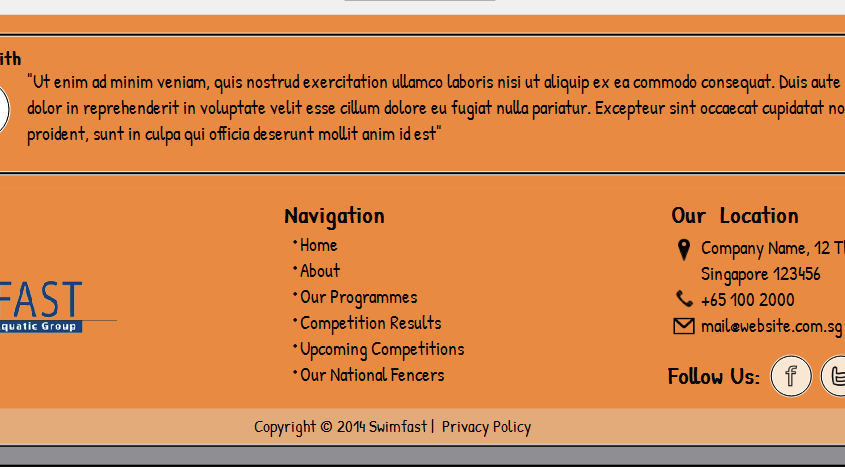 "Ut enim ad minim veniam, quis nostrud exercitation ullamco laboris nisi ut aliquip ex ea commodo consequat. Duis aute
dolor in reprehenderit in voluptate velit esse cillum dolore eu fugiat nulla pariatur. Excepteur sint occaecat cupidatat
proident, sunt in culpa qui officia deserunt mollit anim id est"
FAST
Aquatic Group
Navigation
• Home
• About
• Our Programmes
• Competition Results
• Upcoming Competitions
• Our National Fencers
Our Location
Company Name, 12
Singapore 123456
+65 100 2000
mail@website.com.sg
Follow Us: f
Copyright © 2014 Swimfast | Privacy Policy